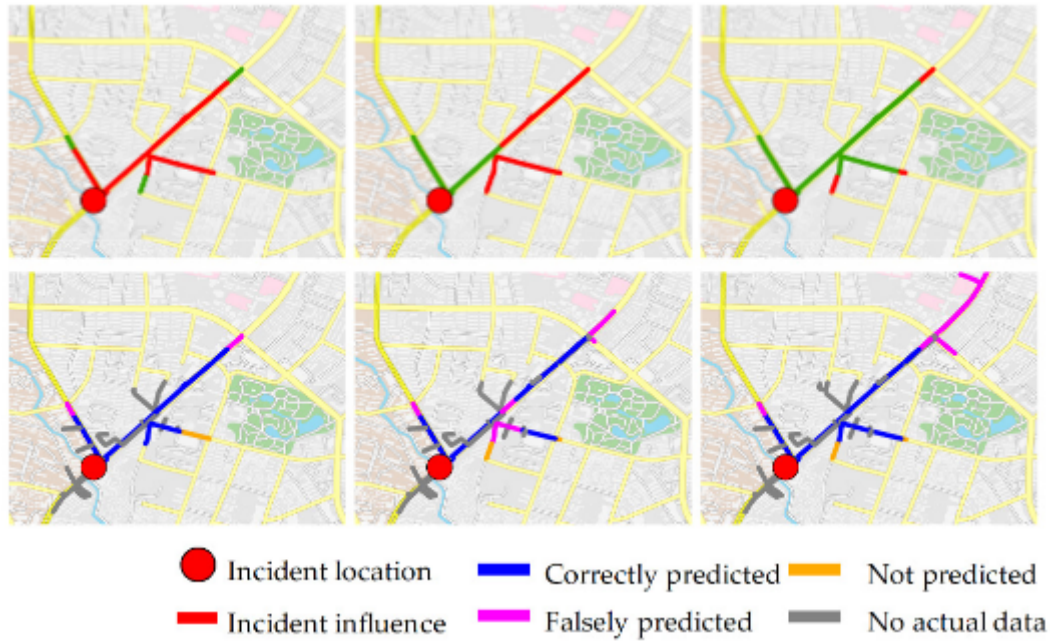 Incident location
Correctly predicted
Not predicted
Incident influence
Falsely predicted
No actual data